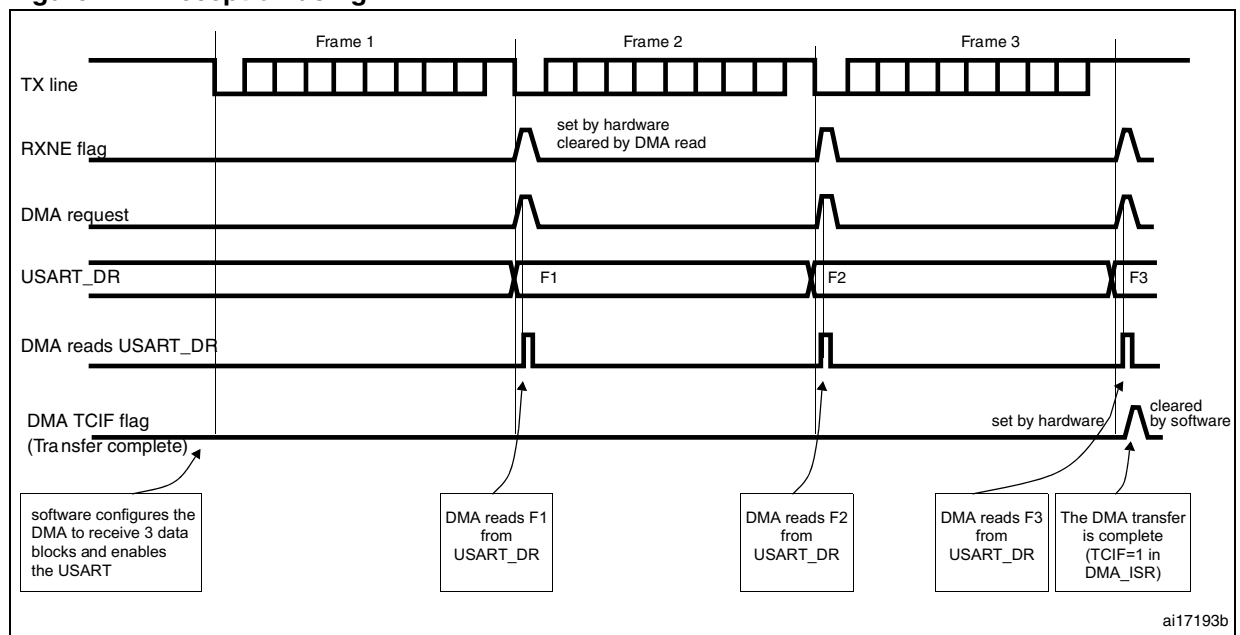 Frame 1 Frame 2 Frame 3
TX line
set by hardware
cleared by DMA read
RXNE flag
DMA request
USART_DR
F1 F2 F3
DMA reads USART_DR
DMA TCIF flag
(Transfer complete)
set by hardware
cleared
by software
software configures the
DMA to receive 3 data
blocks and enables
the USART
DMA reads F1
from
USART_DR
DMA reads F2
from
USART_DR
DMA reads F3
from
USART_DR
The DMA transfer
is complete
(TCIF=1 in
DMA_ISR)
ai17193b